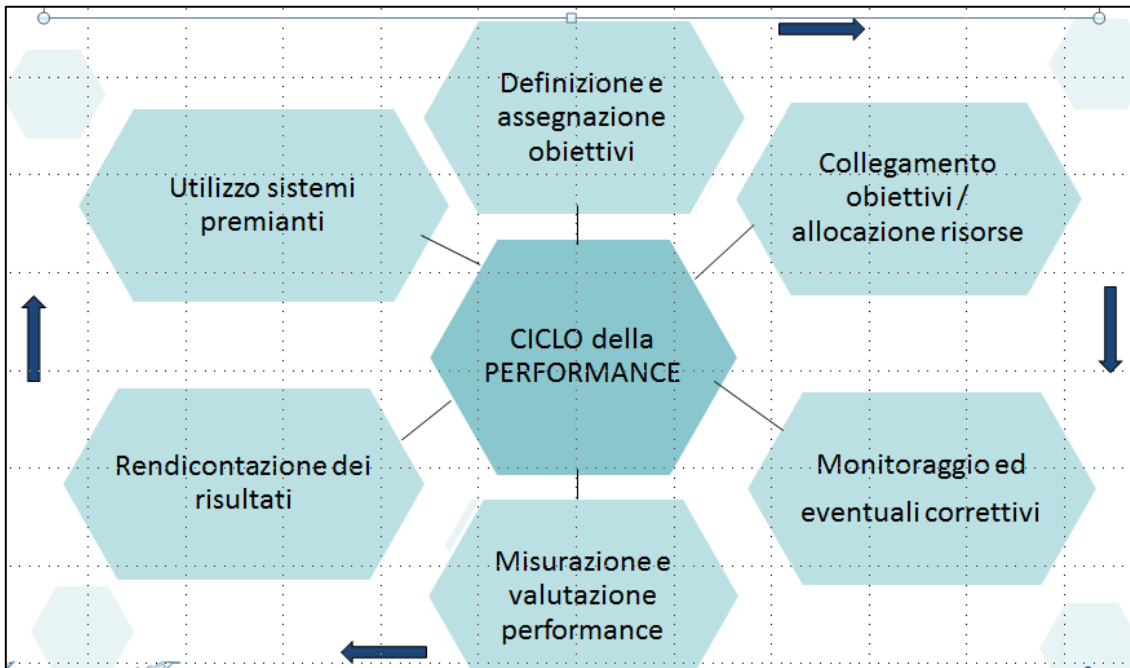 Definizione e
assegnazione
obiettivi
Collegamento
obiettivi /
allocazione risorse
Monitoraggio ed
eventuali correttivi
Misurazione e
valutazione
performance
Rendicontazione dei
risultati
Utilizzo sistemi
premianti
CICLO della
PERFORMANCE